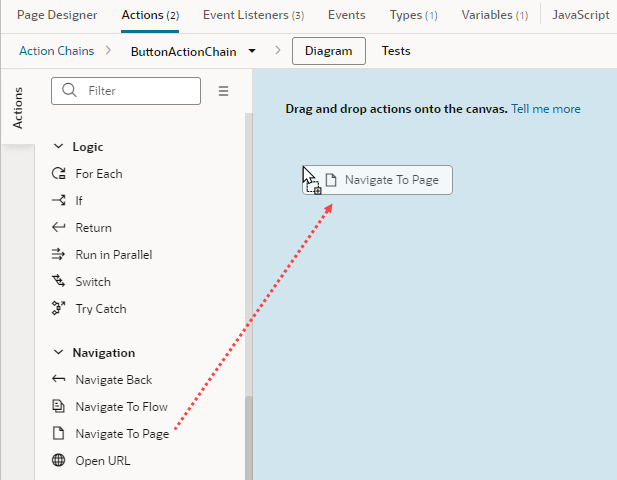 Page Designer Actions (2) Event Listeners (3) Events Types (1) Variables (1) JavaScript
Action Chains ButtonActionChain Diagram Tests
Actions
Filter
Drag and drop actions onto the canvas. Tell me more
Logic
For Each
If
Return
Run in Parallel
Switch
Try Catch
Navigation
Navigate Back
Navigate To Flow
Navigate To Page
Open URL
Navigate To Page